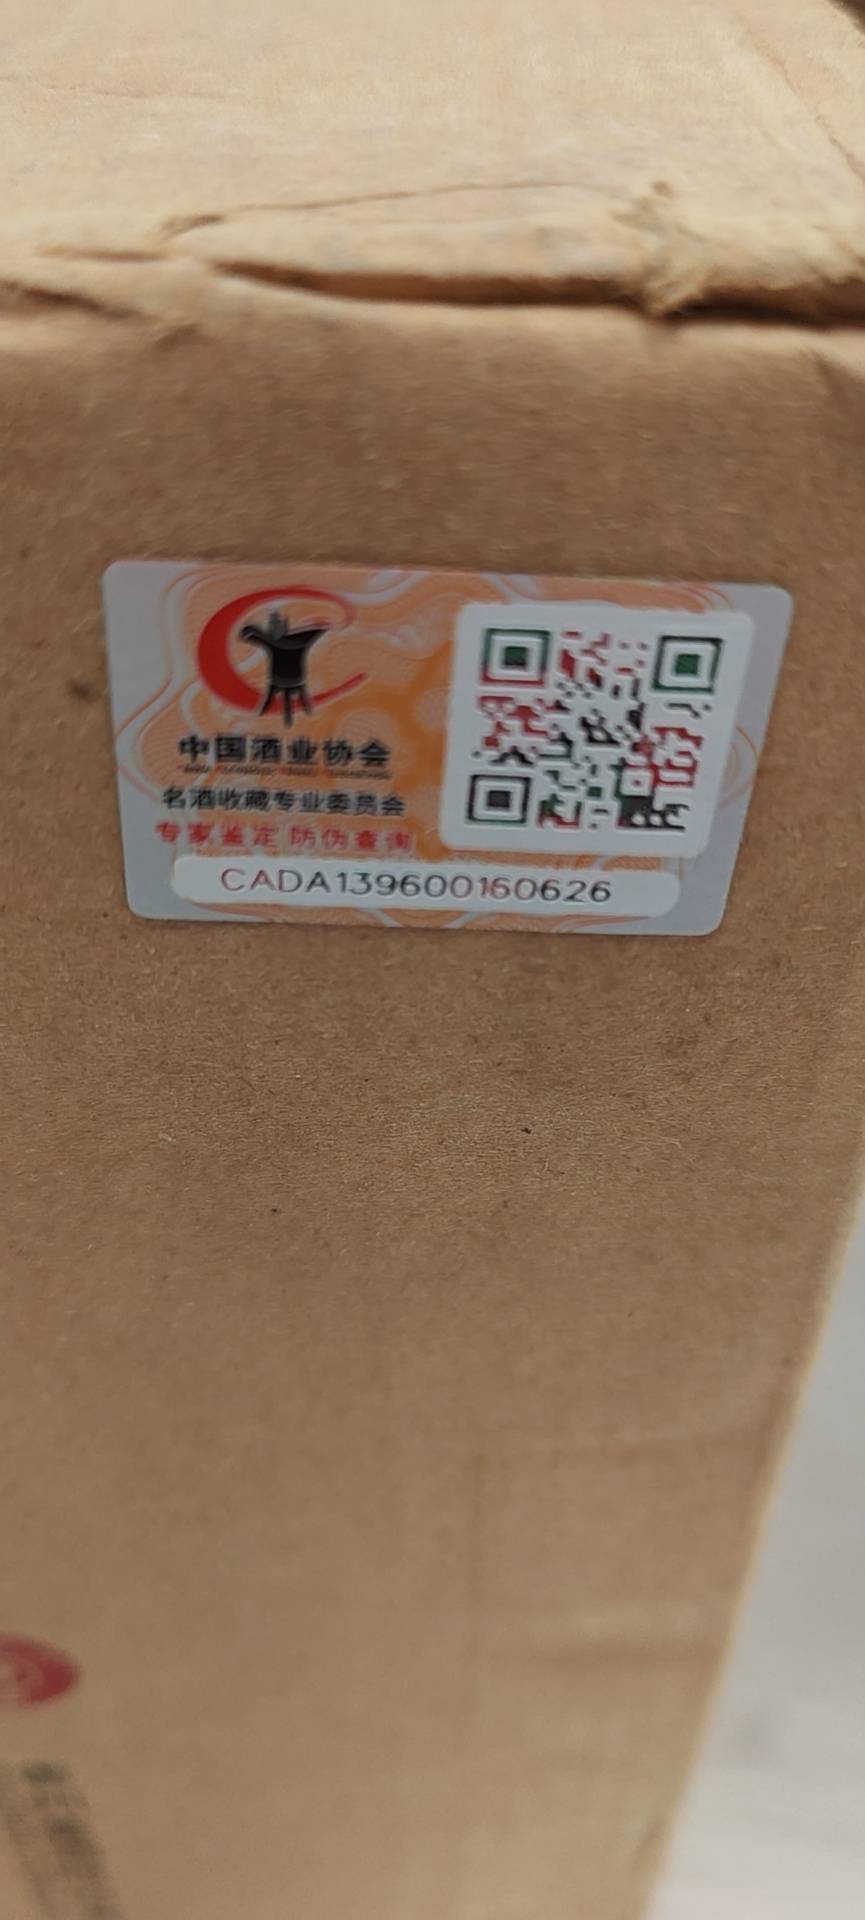 中国酒业协会
名酒收藏专业委员会
专家鉴定 防伪查询
CADA139600160626